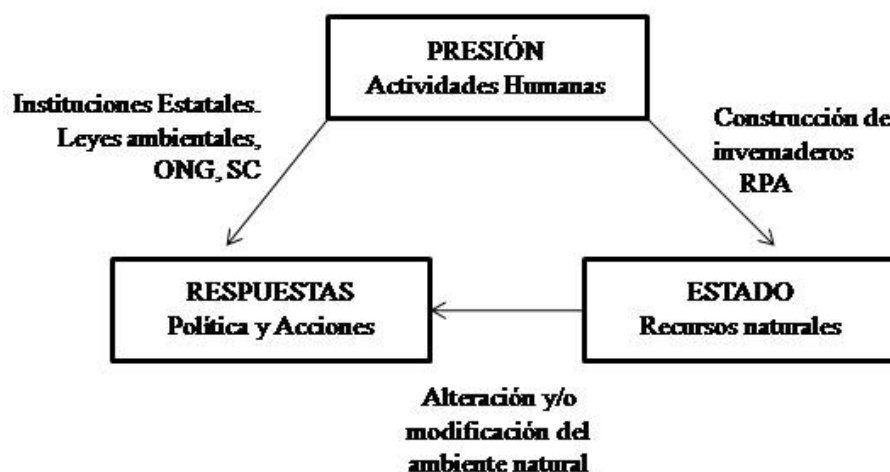 PRESIÓN
Actividades Humanas
Instituciones Estatales.
Leyes ambientales,
ONG, SC
Construcción de
invernaderos
RPA
RESPUESTAS
Política y Acciones
ESTADO
Recursos naturales
Alteración y/o
modificación del
ambiente natural